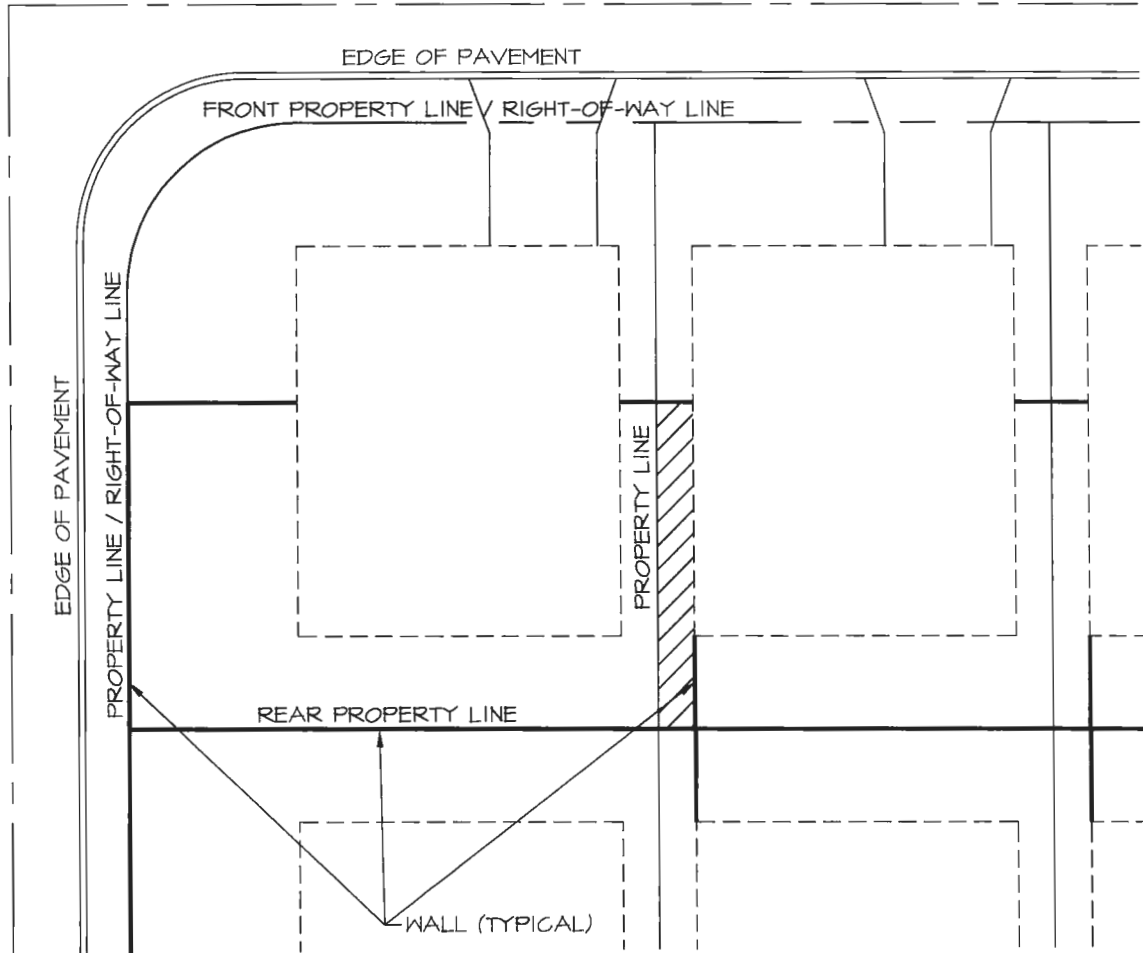 EDGE OF PAVEMENT
FRONT PROPERTY LINE / RIGHT-OF-WAY LINE
PROPERTY LINE / RIGHT-OF-WAY LINE
EDGE OF PAVEMENT
PROPERTY LINE
REAR PROPERTY LINE
WALL (TYPICAL)